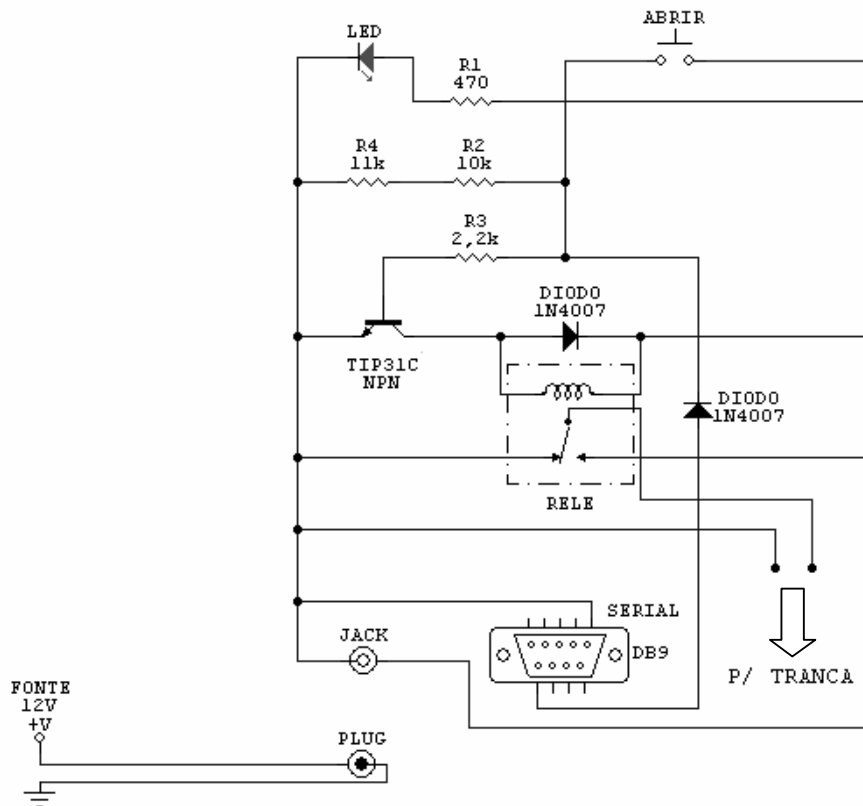 LED
ABRIR
R1
470
R4
11k
R2
10k
R3
2,2k
DIODO
1N4007
TIP31C
NPN
DIODO
1N4007
RELE
SERIAL
JACK
DB9
P/ TRANCA
FONTE
12V
+V
PLUG